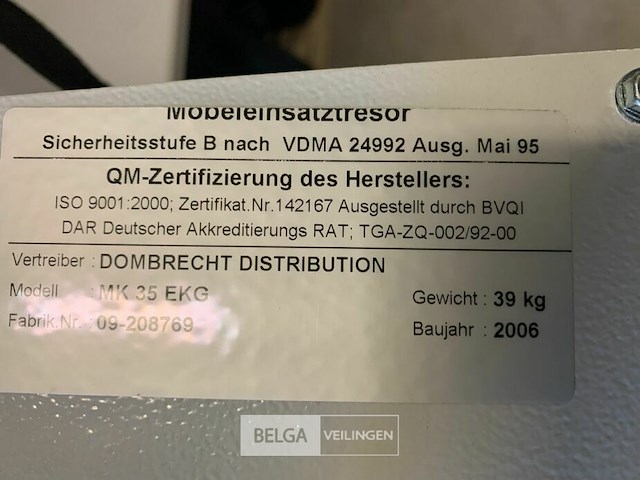 Möbeleinsatztresor
Sicherheitsstufe B nach VDMA 24992 Ausg. Mai 95
QM-Zertifizierung des Herstellers:
ISO 9001:2000; Zertifikat.Nr.142167 Ausgestellt durch BVQI
DAR Deutscher Akkreditierungs RAT; TGA-ZQ-002/92-00
Vertreiber : DOMBRECHT DISTRIBUTION
Modell : MK 35 EKG Gewicht : 39 kg
Fabrik.Nr. : 09-208769 Baujahr : 2006
BELGA VEILINGEN